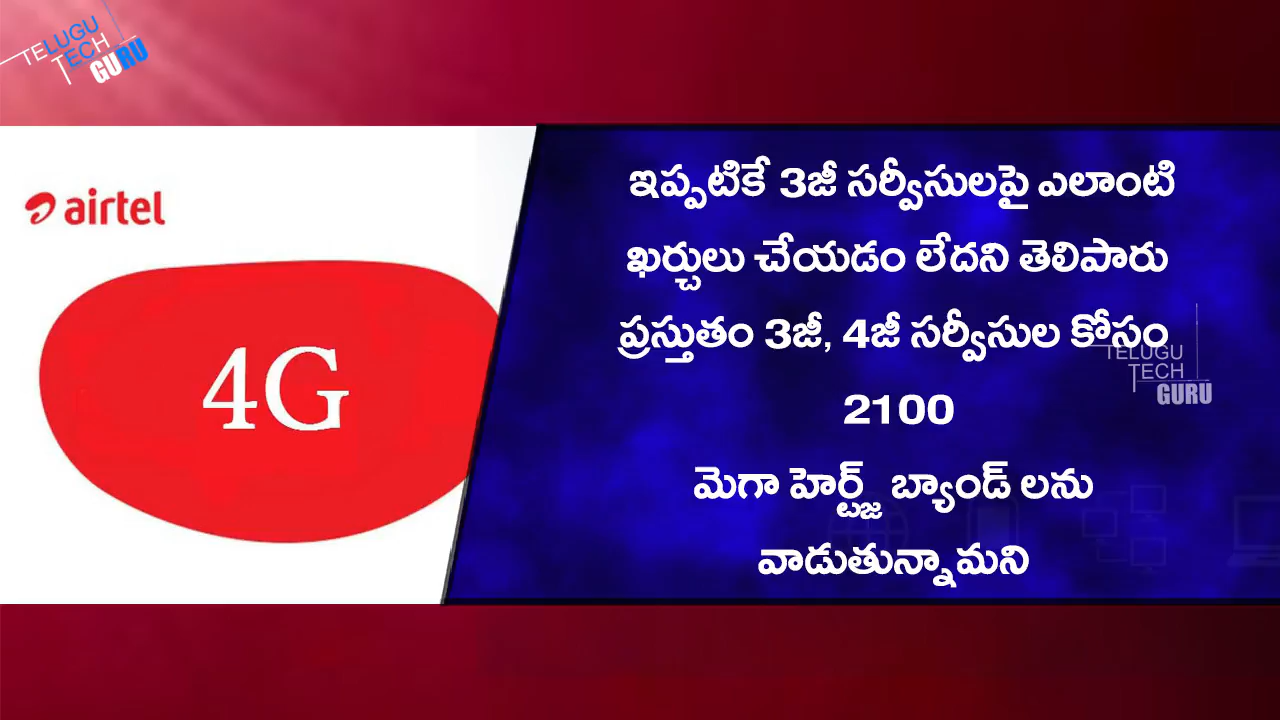 TELUGU
TECH
GURU
airtel
4G
ఇప్పటికే 3జీ సర్వీసులపై ఎలాంటి
ఖర్చులు చేయడం లేదని తెలిపారు
ప్రస్తుతం 3జీ, 4జీ సర్వీసుల కోసం
2100
మెగా హెర్ట్జ్ బ్యాండ్ లను
వాడుతున్నామని
TELUGU
TECH
GURU